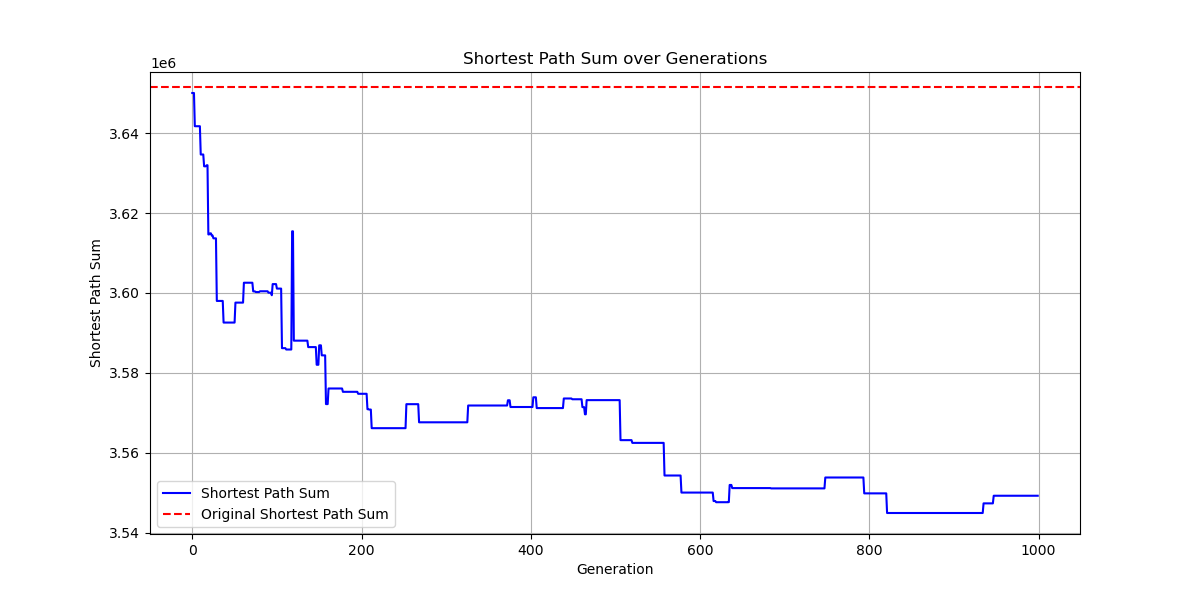 Shortest Path Sum over Generations
1e6
3.64
3.62
3.60
3.58
3.56
3.54
Shortest Path Sum
Shortest Path Sum
Original Shortest Path Sum
0 200 400 600 800 1000
Generation